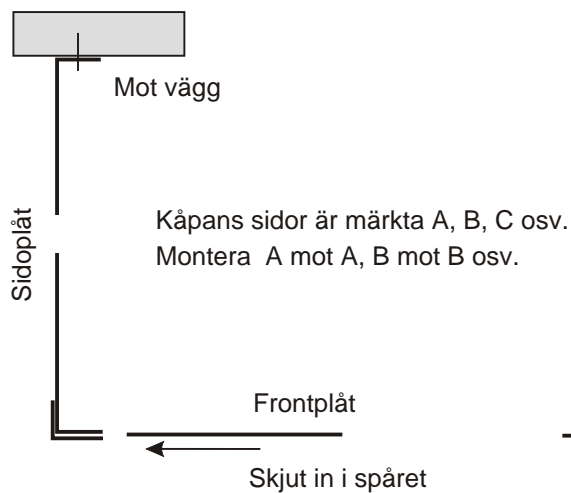 Mot vägg
Sidoplåt
Kåpans sidor är märkta A, B, C osv.
Montera A mot A, B mot B osv.
Frontplåt
Skjut in i spåret